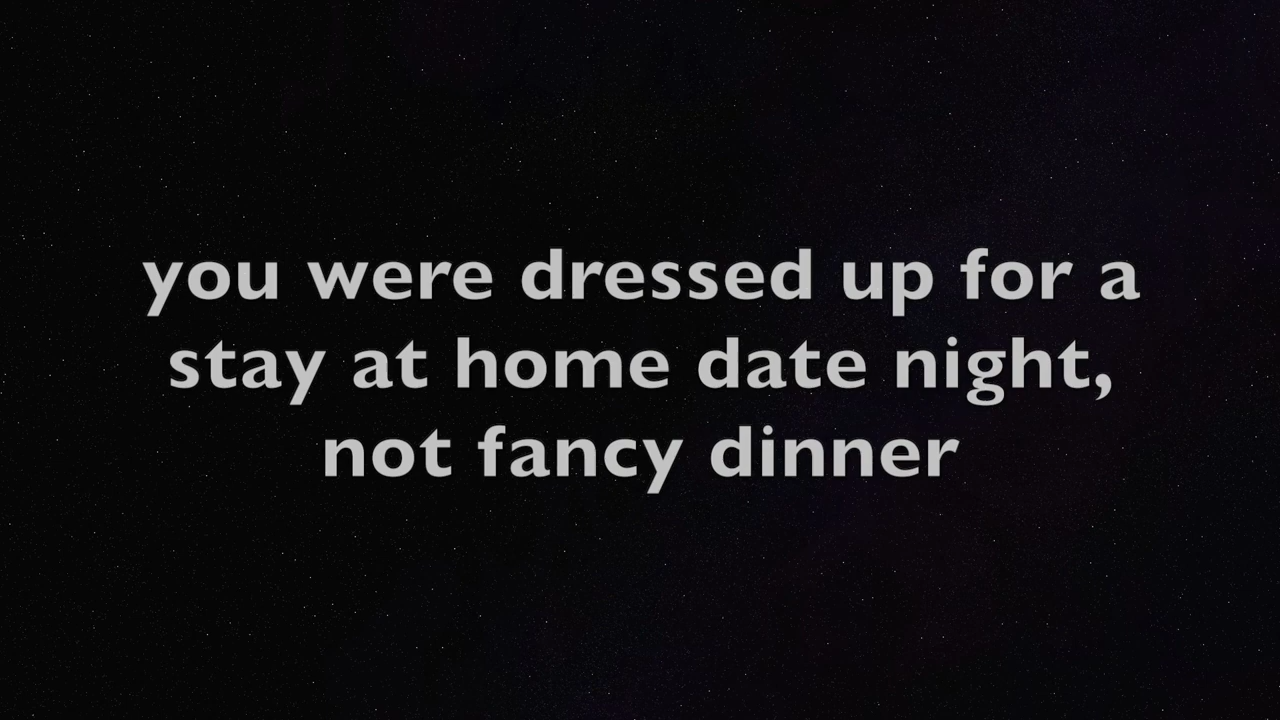 you were dressed up for a
stay at home date night,
not fancy dinner